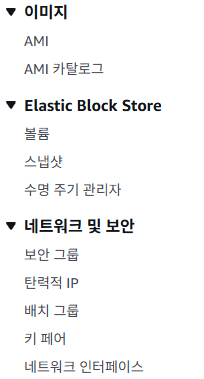 이미지
AMI
AMI 카탈로그
Elastic Block Store
볼륨
스냅샷
수명 주기 관리자
네트워크 및 보안
보안 그룹
탄력적 IP
배치 그룹
키 페어
네트워크 인터페이스